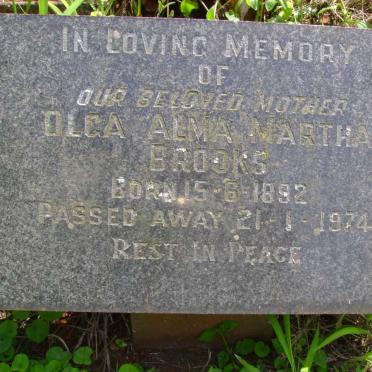 IN LOVING MEMORY
OF
OUR BELOVED MOTHER
OLGA ALMA MARTHA
BROOKS
BORN 15-6-1892
PASSED AWAY 21-1-1974
REST IN PEACE